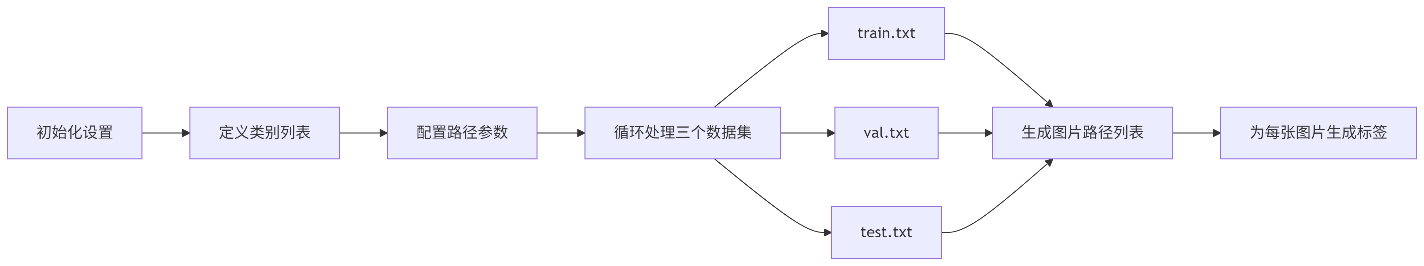 初始化设置
定义类别列表
配置路径参数
循环处理三个数据集
train.txt
val.txt
test.txt
生成图片路径列表
为每张图片生成标签